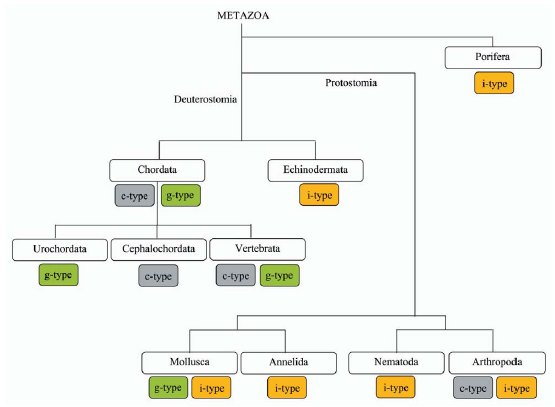 METAZOA
Porifera
i-type
Protostomia
Deuterostomia
Chordata Echinodermata
c-type g-type i-type
Urochordata Cephalochordata Vertebrata
g-type c-type c-type g-type
Mollusca Annelida Nematoda Arthropoda
g-type i-type i-type i-type c-type i-type